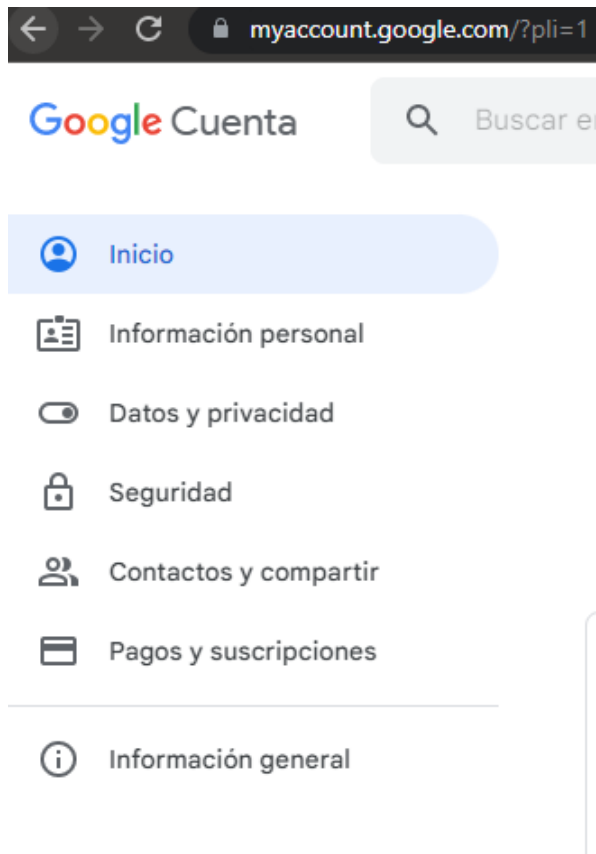 myaccount.google.com/?pli=1
Google Cuenta
Buscar
Inicio
Información personal
Datos y privacidad
Seguridad
Contactos y compartir
Pagos y suscripciones
Información general